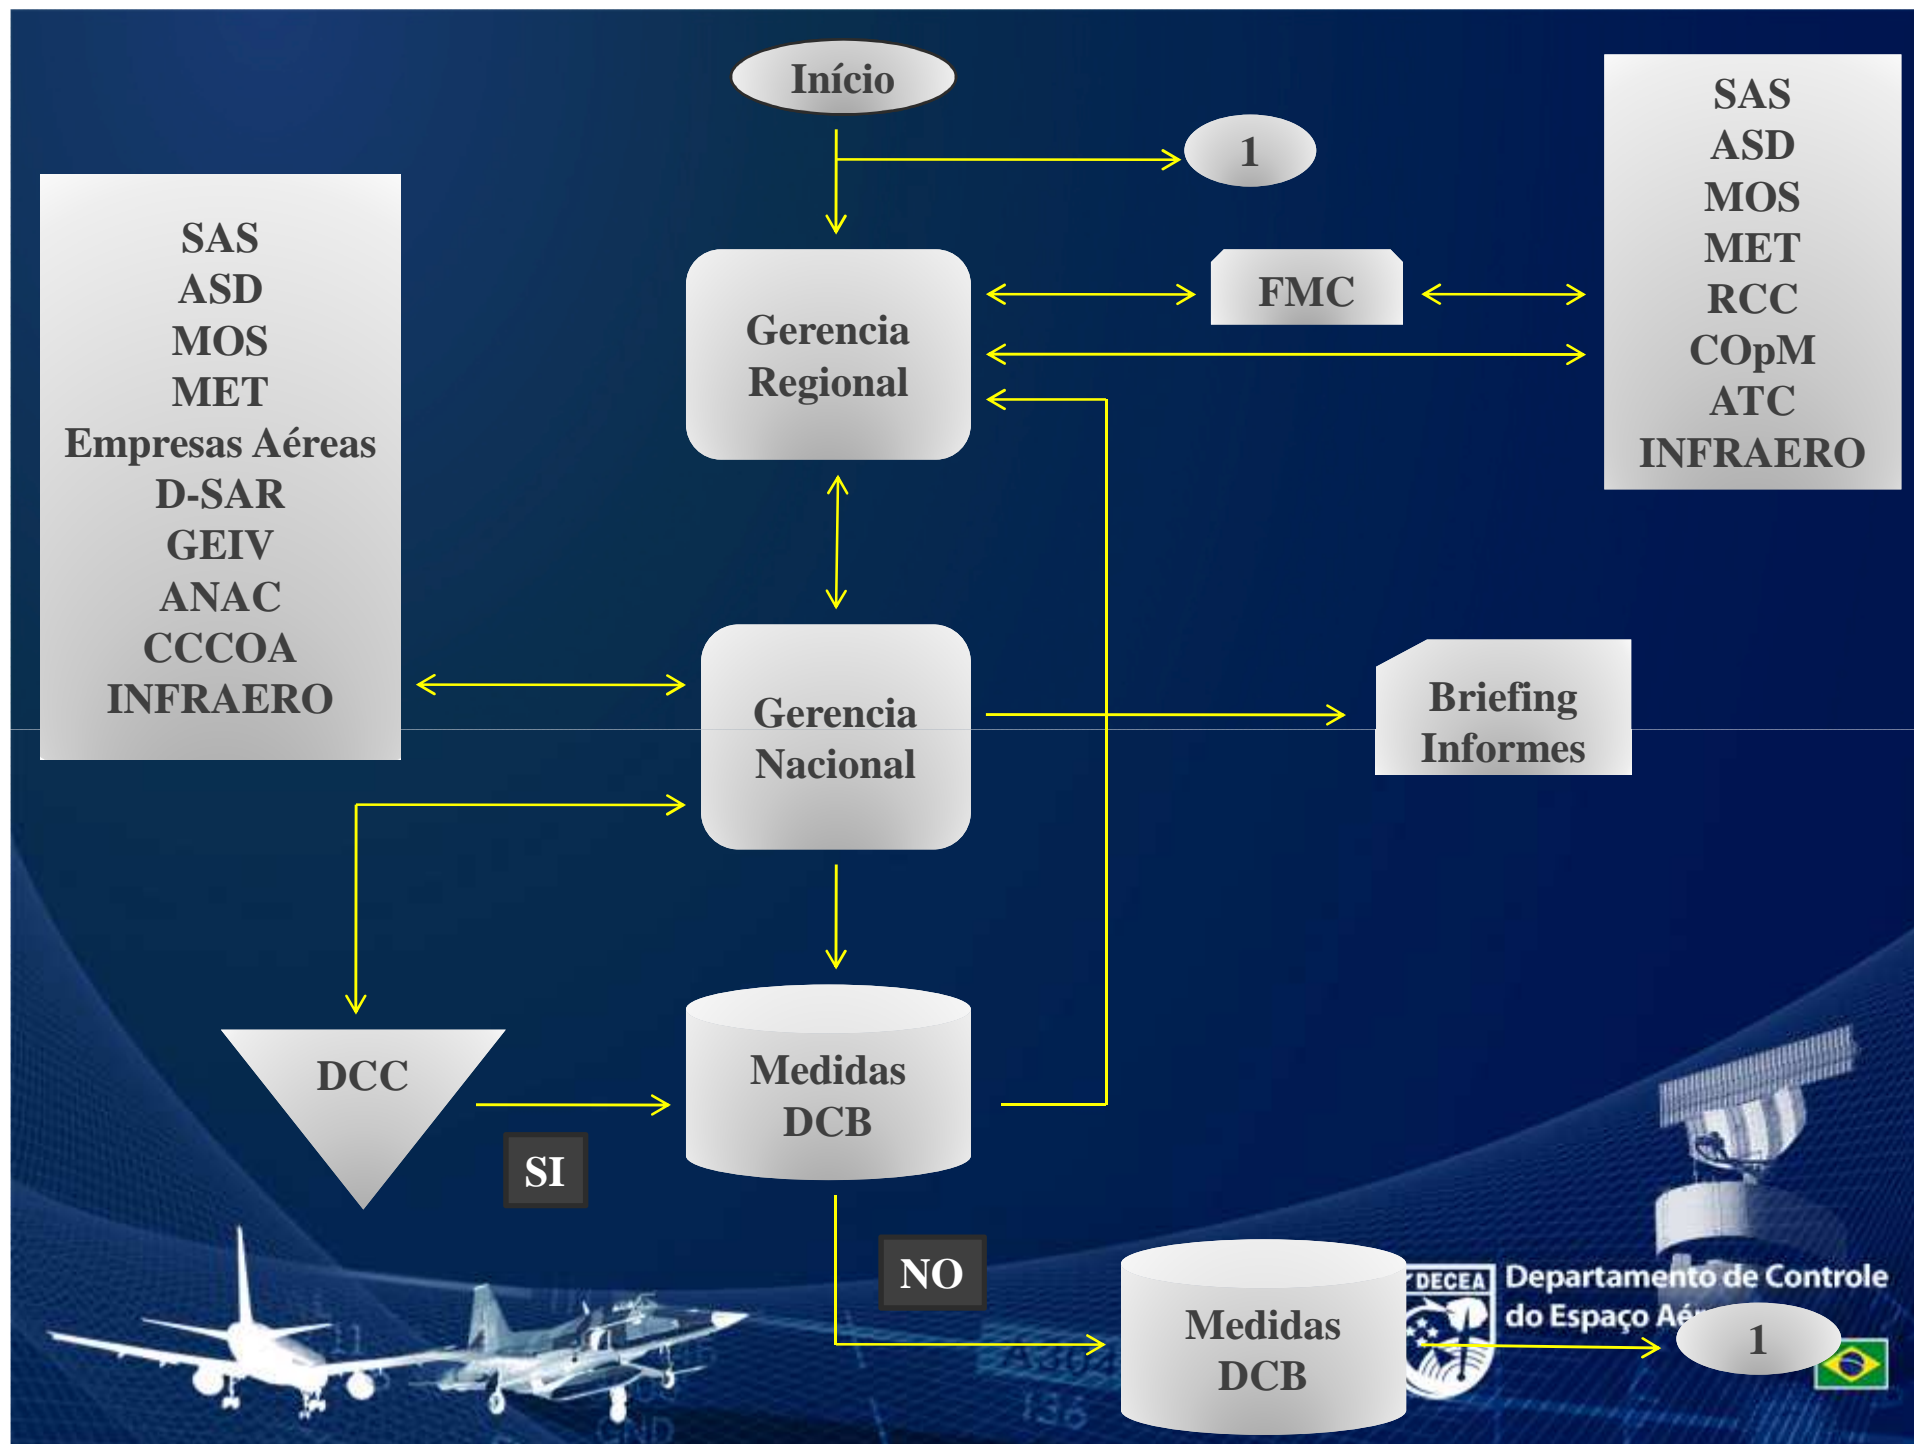 Início
1
SAS
ASD
MOS
MET
RCC
COpM
ATC
INFRAERO
SAS
ASD
MOS
MET
Empresas Aéreas
D-SAR
GEIV
ANAC
CCCOA
INFRAERO
FMC
Gerencia
Regional
Gerencia
Nacional
Briefing
Informes
DCC
SI
Medidas
DCB
NO
Medidas
DCB
DECEA
Departamento de Controle
do Espaço
1
136
GND